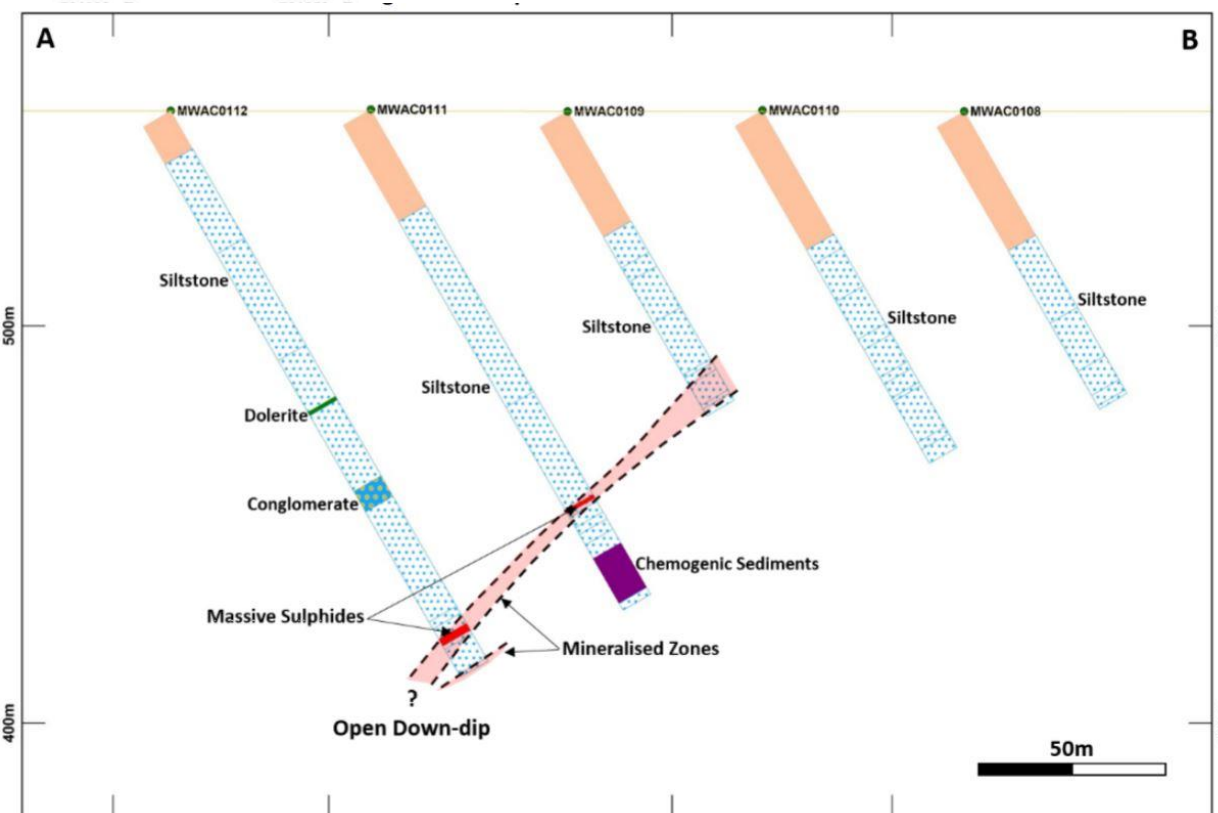 A
B
MWAC0112
MWAC0111
MWAC0109
MWAC0110
MWAC0108
Siltstone
Siltstone
Siltstone
Siltstone
500m
Siltstone
Dolerite
Conglomerate
Chemogenic Sediments
Massive Sulphides
Mineralised Zones
?
Open Down-dip
400m
50m